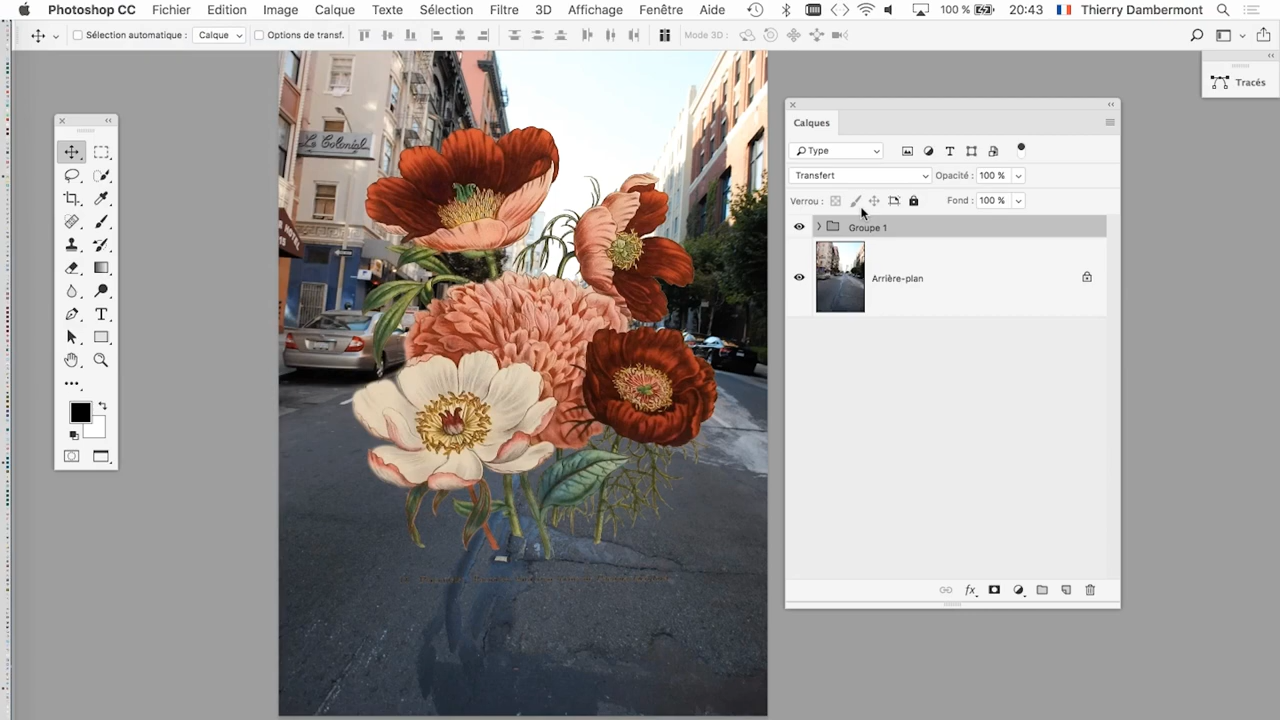 Photoshop CC Fichier Edition Image Calque Texte Sélection Filtre 3D Affichage Fenêtre Aide 100 % 20:43 Thierry Dambermont
Sélection automatique : Calque Options de transf. Mode 3D :
Tracés
Calques
Type
Transfert Opacité : 100 %
Verrou : Fond : 100 %
Groupe 1
Arrière-plan
fx
Le Colonial